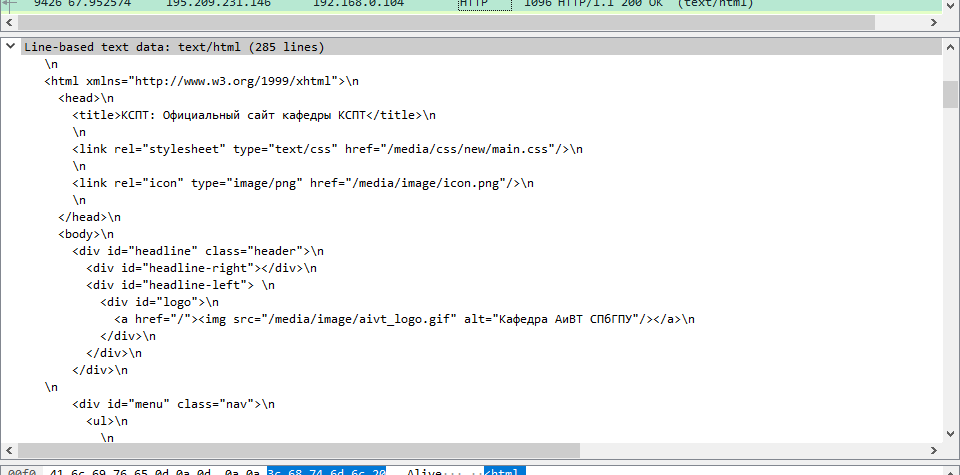 9426 67.952574 195.209.231.146 192.168.0.104 HTTP 1096 HTTP/1.1 200 OK (text/html)
Line-based text data: text/html (285 lines)
\n
<html xmlns="http://www.w3.org/1999/xhtml">\n
<head>\n
<title>КСПТ: Официальный сайт кафедры КСПТ</title>\n
\n
<link rel="stylesheet" type="text/css" href="/media/css/new/main.css"/>\n
\n
<link rel="icon" type="image/png" href="/media/image/icon.png"/>\n
\n
</head>\n
<body>\n
<div id="headline" class="header">\n
<div id="headline-right"></div>\n
<div id="headline-left"> \n
<div id="logo">\n
<a href="/"><img src="/media/image/aivt_logo.gif" alt="Кафедра АиВТ СПбГПУ"/></a>\n
</div>\n
</div>\n
</div>\n
\n
<div id="menu" class="nav">\n
<ul>\n
\n
00f0 41 6c 69 76 65 0d 0a 0d 0a 0a 3c 68 74 6d 6c 20 Alive··· ··<html